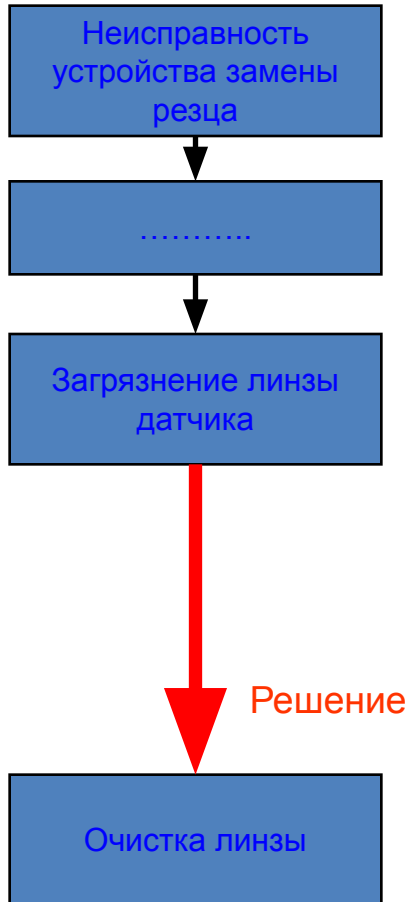 Неисправность
устройства замены
резца
………..
Загрязнение линзы
датчика
Решение
Очистка линзы